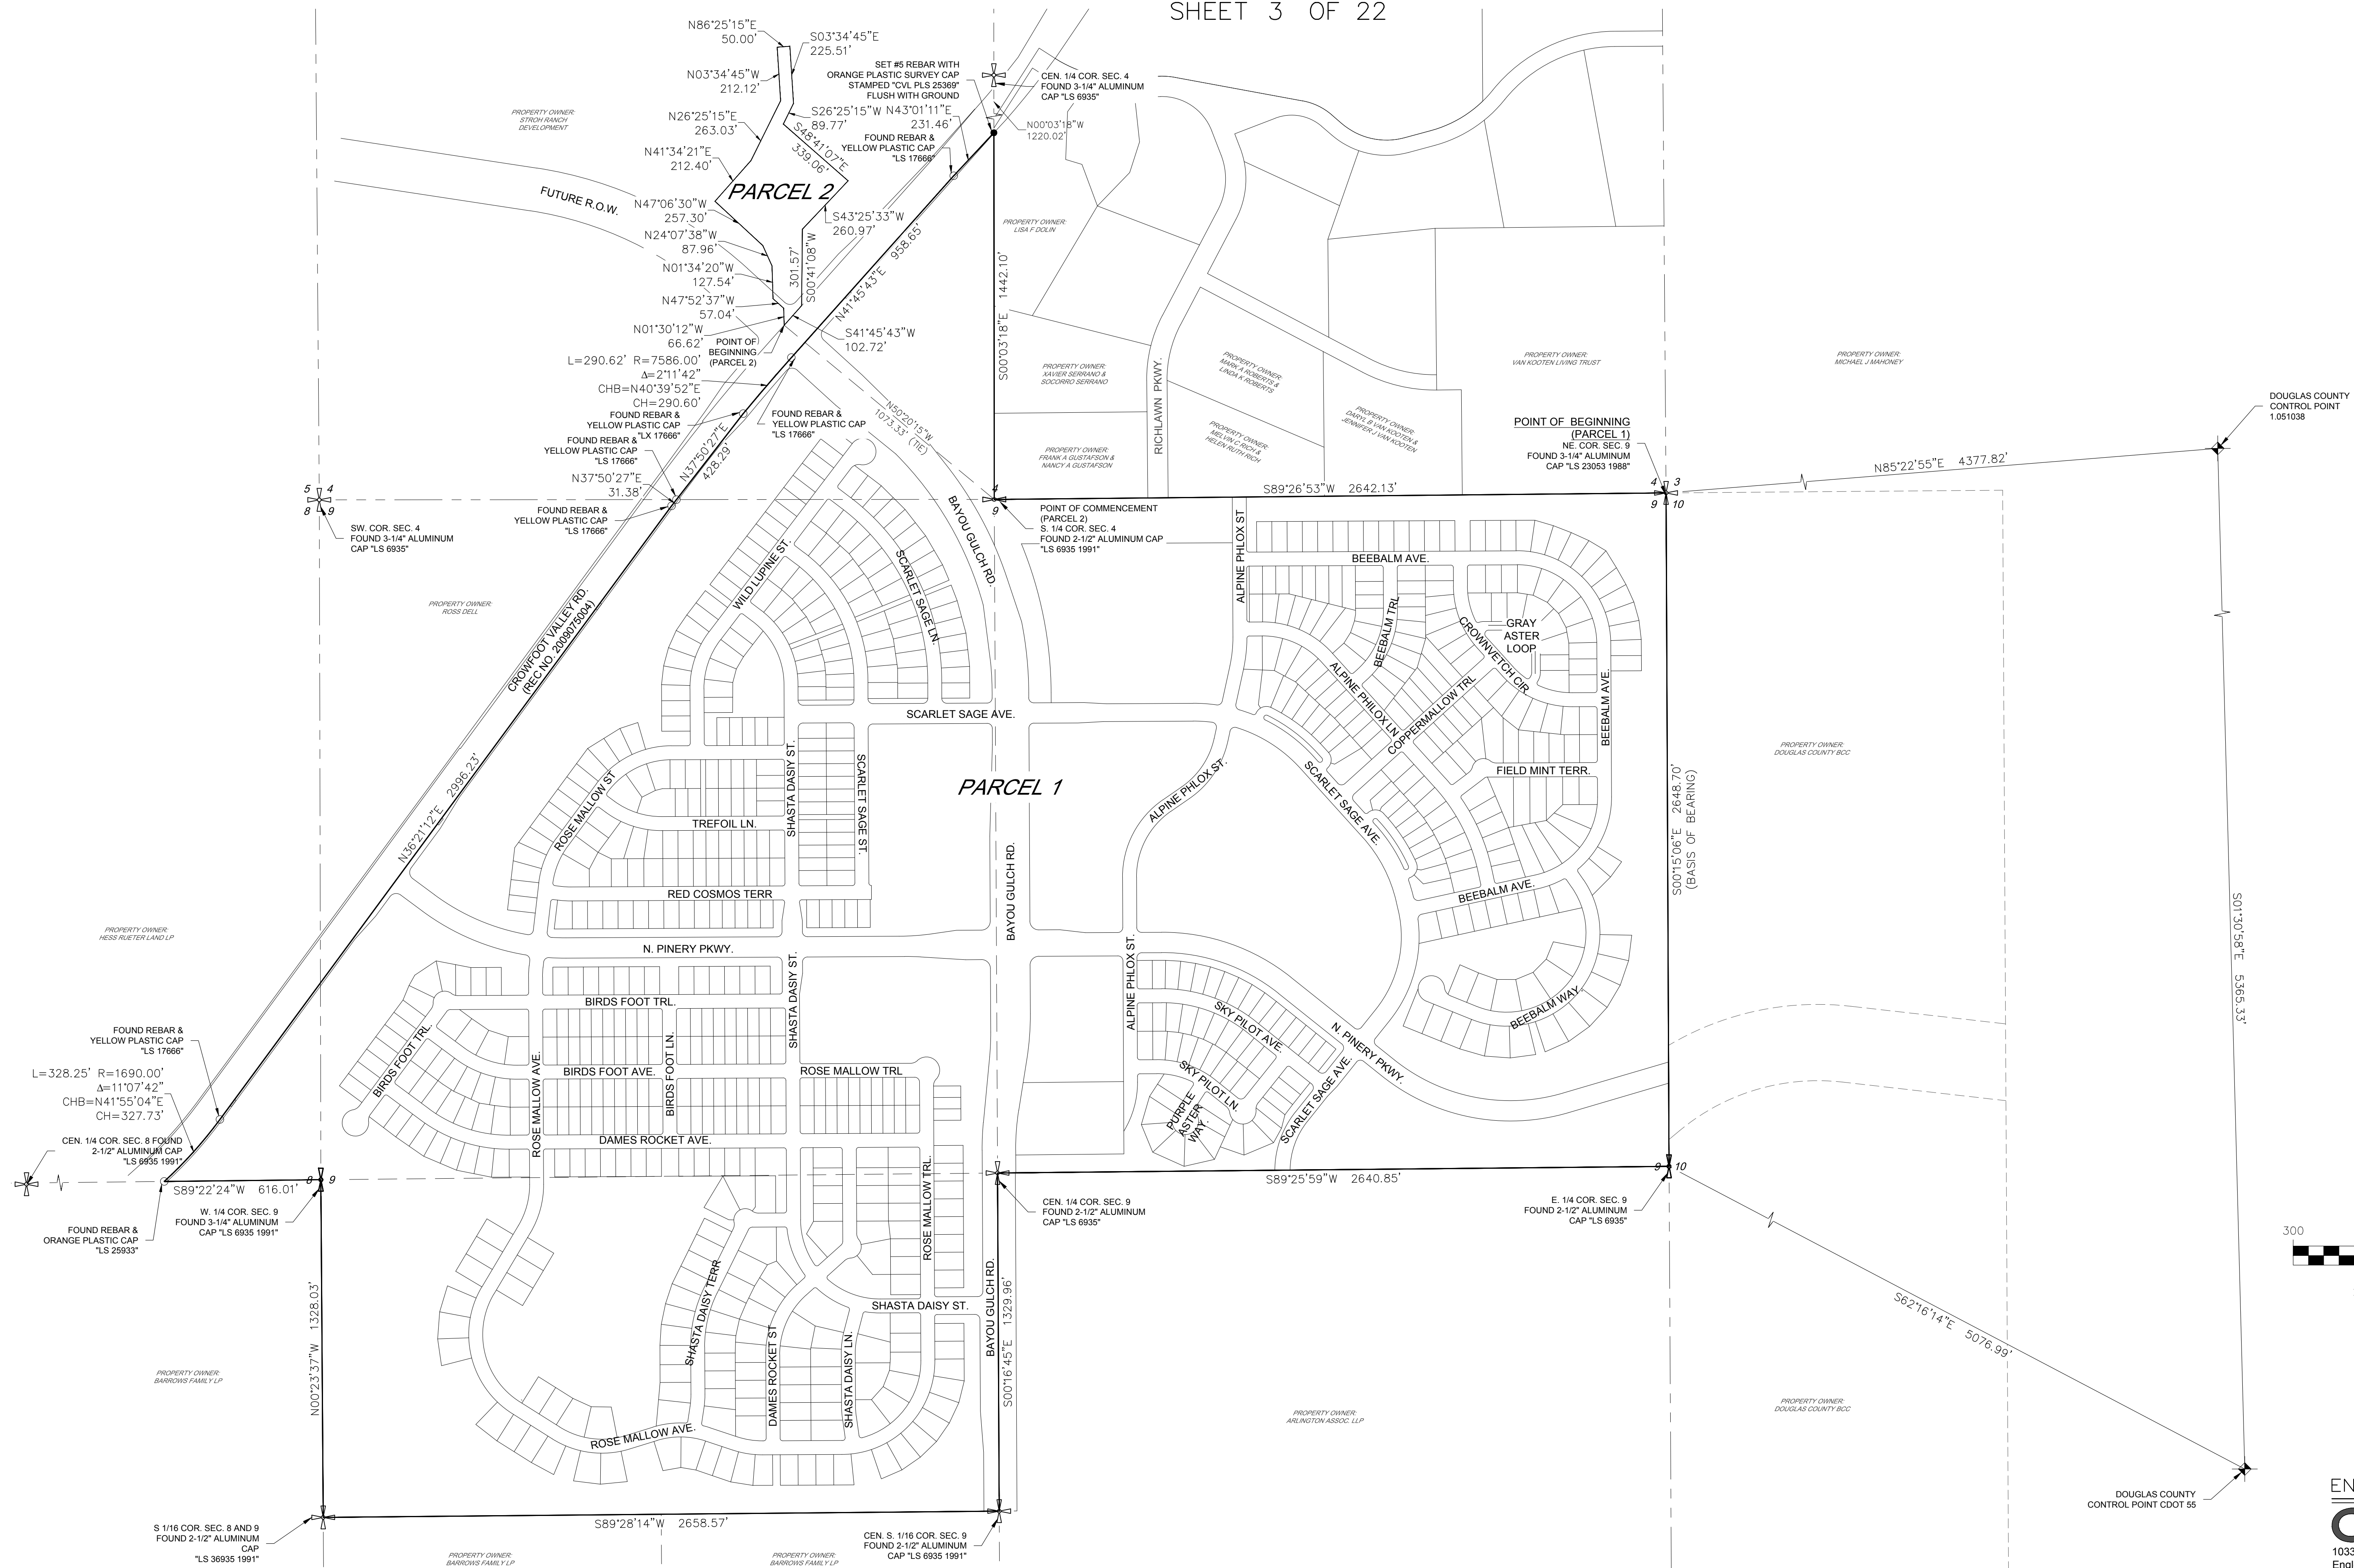 SHEET 3 OF 22
N86°25'15"E
50.00'
S03°34'45"E
225.51'
N03°34'45"W
212.12'
SET #5 REBAR WITH
ORANGE PLASTIC SURVEY CAP
STAMPED "CVL PLS 25369"
FLUSH WITH GROUND
CEN. 1/4 COR. SEC. 4
FOUND 3-1/4" ALUMINUM
CAP "LS 6935"
PROPERTY OWNER:
STROH RANCH
DEVELOPMENT
N26°25'15"E
263.03'
S26°25'15"W
89.77'
N43°01'11"E
231.46'
N00°03'18"W
1220.02'
S48°41'07"E
339.06'
FOUND REBAR &
YELLOW PLASTIC CAP
"LS 17666"
N41°34'21"E
212.40'
PARCEL 2
FUTURE R.O.W.
N47°06'30"W
257.30'
S43°25'33"W
260.97'
N24°07'38"W
87.96'
PROPERTY OWNER:
LISA F DOLIN
N01°34'20"W
127.54'
301.57'
S00°41'08"W
958.65'
N41°45'43"E
N47°52'37"W
57.04'
S00°03'18"E 1442.10'
N01°30'12"W
66.62'
S41°45'43"W
102.72'
POINT OF
BEGINNING
(PARCEL 2)
L=290.62' R=7586.00'
Δ=2°11'42"
CHB=N40°39'52"E
CH=290.60'
PROPERTY OWNER:
XAVIER SERRANO &
SOCORRO SERRANO
RICHLAWN PKWY.
PROPERTY OWNER:
MARK A ROBERTS &
LINDA K ROBERTS
PROPERTY OWNER:
VAN KOOTEN LIVING TRUST
PROPERTY OWNER:
MICHAEL J MAHONEY
FOUND REBAR &
YELLOW PLASTIC CAP
"LX 17666"
FOUND REBAR &
YELLOW PLASTIC CAP
"LS 17666"
N50°20'15"W
1073.33' (TIE)
PROPERTY OWNER:
DARYL B VAN KOOTEN &
JENNIFER J VAN KOOTEN
DOUGLAS COUNTY
CONTROL POINT
1.051038
FOUND REBAR &
YELLOW PLASTIC CAP
"LS 17666"
N37°50'27"E
428.29'
PROPERTY OWNER:
MELVIN C RICH &
HELEN RUTH RICH
POINT OF BEGINNING
(PARCEL 1)
NE. COR. SEC. 9
FOUND 3-1/4" ALUMINUM
CAP "LS 23053 1988"
PROPERTY OWNER:
FRANK A GUSTAFSON &
NANCY A GUSTAFSON
N85°22'55"E 4377.82'
N37°50'27"E
31.38'
5 4
8 9
4
9
S89°26'53"W 2642.13'
4 3
9 10
FOUND REBAR &
YELLOW PLASTIC CAP
"LS 17666"
SW. COR. SEC. 4
FOUND 3-1/4" ALUMINUM
CAP "LS 6935"
POINT OF COMMENCEMENT
(PARCEL 2)
S. 1/4 COR. SEC. 4
FOUND 2-1/2" ALUMINUM CAP
"LS 6935 1991"
BAYOU GULCH RD.
WILD LUPINE ST.
SCARLET SAGE LN.
ALPINE PHLOX ST
BEEBALM AVE.
PROPERTY OWNER:
ROSS DELL
CROWFOOT VALLEY RD.
(REC NO. 2009075004)
BEEBALM TRL
CROWNVETCH CIR
GRAY
ASTER
LOOP
ALPINE PHILOX LN
COPPERMALLOW TRL
BEEBALM AVE.
SCARLET SAGE AVE.
PROPERTY OWNER:
DOUGLAS COUNTY BCC
SHASTA DASIY ST.
SCARLET SAGE ST.
ROSE MALLOW ST
FIELD MINT TERR.
PARCEL 1
ALPINE PHLOX ST.
SCARLET SAGE AVE.
S00°15'06"E 2648.70'
(BASIS OF BEARING)
N36°21'12"E 2996.23'
TREFOIL LN.
RED COSMOS TERR
BEEBALM AVE.
BAYOU GULCH RD.
S01°30'58"E 5365.33'
PROPERTY OWNER:
HESS RUETER LAND LP
N. PINERY PKWY.
SHASTA DASIY ST.
ALPINE PHLOX ST.
BIRDS FOOT TRL.
SKY PILOT AVE.
BEEBALM WAY
FOUND REBAR &
YELLOW PLASTIC CAP
"LS 17666"
BIRDS FOOT TRL.
BIRDS FOOT LN.
N. PINERY PKWY.
L=328.25' R=1690.00'
Δ=11°07'42"
CHB=N41°55'04"E
CH=327.73'
ROSE MALLOW AVE.
BIRDS FOOT AVE.
ROSE MALLOW TRL
SKY PILOT LN.
SCARLET SAGE AVE.
PURPLE
ASTER
WAY.
DAMES ROCKET AVE.
CEN. 1/4 COR. SEC. 8 FOUND
2-1/2" ALUMINUM CAP
"LS 6935 1991"
S89°22'24"W 616.01'
8 9
S89°25'59"W 2640.85'
9 10
ROSE MALLOW TRL.
W. 1/4 COR. SEC. 9
FOUND 3-1/4" ALUMINUM
CAP "LS 6935 1991"
CEN. 1/4 COR. SEC. 9
FOUND 2-1/2" ALUMINUM
CAP "LS 6935"
E. 1/4 COR. SEC. 9
FOUND 2-1/2" ALUMINUM
CAP "LS 6935"
FOUND REBAR &
ORANGE PLASTIC CAP
"LS 25933"
300
SHASTA DAISY TERR
SHASTA DAISY ST.
BAYOU GULCH RD.
S00°16'45"E 1329.96'
N00°23'37"W 1328.03'
S62°16'14"E 5076.99'
DAMES ROCKET ST
SHASTA DAISY LN.
PROPERTY OWNER:
BARROWS FAMILY LP
PROPERTY OWNER:
ARLINGTON ASSOC. LLP
PROPERTY OWNER:
DOUGLAS COUNTY BCC
ROSE MALLOW AVE.
DOUGLAS COUNTY
CONTROL POINT CDOT 55
EN
S89°28'14"W 2658.57'
S 1/16 COR. SEC. 8 AND 9
FOUND 2-1/2" ALUMINUM
CAP
"LS 36935 1991"
CEN. S. 1/16 COR. SEC. 9
FOUND 2-1/2" ALUMINUM
CAP "LS 6935 1991"
PROPERTY OWNER:
BARROWS FAMILY LP
PROPERTY OWNER:
BARROWS FAMILY LP
1033
Engl